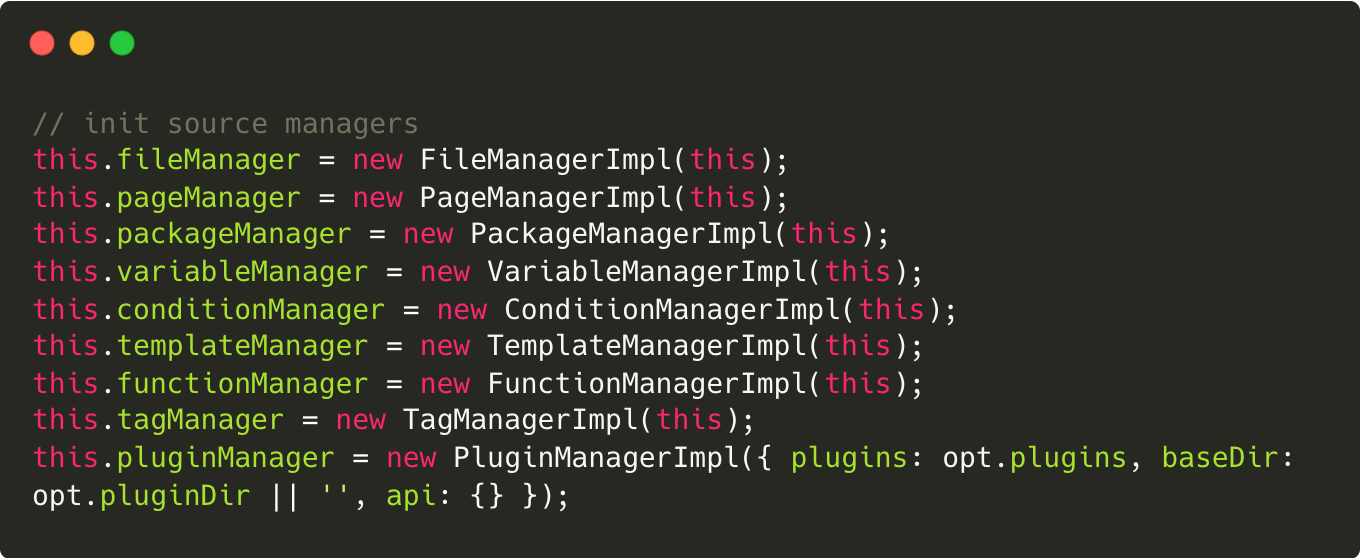 // init source managers
this.fileManager = new FileManagerImpl(this);
this.pageManager = new PageManagerImpl(this);
this.packageManager = new PackageManagerImpl(this);
this.variableManager = new VariableManagerImpl(this);
this.conditionManager = new ConditionManagerImpl(this);
this.templateManager = new TemplateManagerImpl(this);
this.functionManager = new FunctionManagerImpl(this);
this.tagManager = new TagManagerImpl(this);
this.pluginManager = new PluginManagerImpl({ plugins: opt.plugins, baseDir:
opt.pluginDir || '', api: {} });